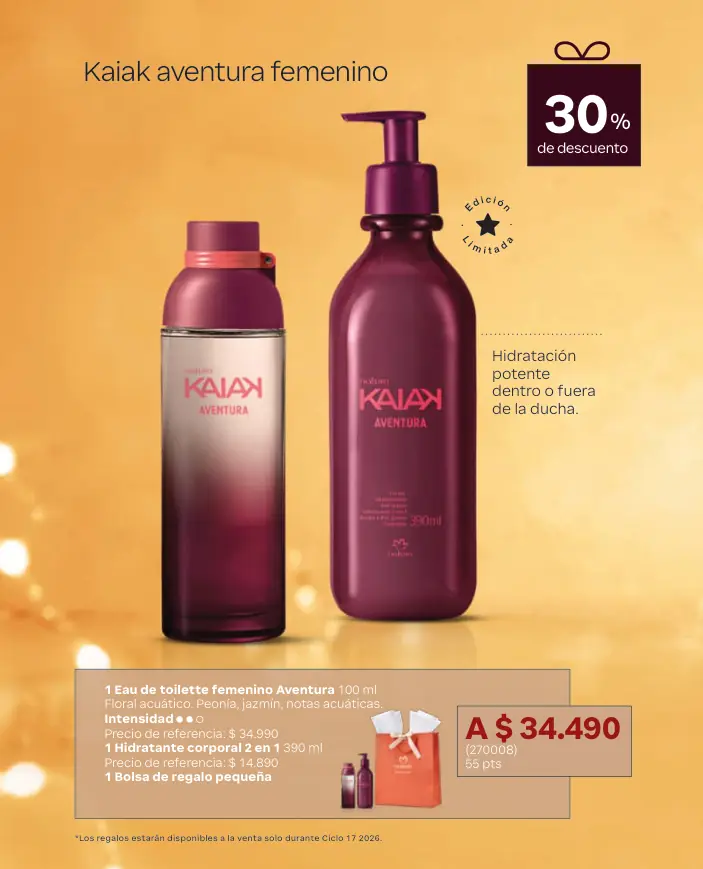 Kaiak aventura femenino
30%
de descuento
Edición
Limitada
Hidratación
potente
dentro o fuera
de la ducha.
natura
KAIAK
AVENTURA
natura
KAIAK
AVENTURA
390ml
natura
1 Eau de toilette femenino Aventura 100 ml
Floral acuático. Peonía, jazmín, notas acuáticas.
Intensidad
Precio de referencia: $ 34.990
1 Hidratante corporal 2 en 1 390 ml
Precio de referencia: $ 14.890
1 Bolsa de regalo pequeña
A $ 34.490
(270008)
55 pts
*Los regalos estarán disponibles a la venta solo durante Ciclo 17 2026.